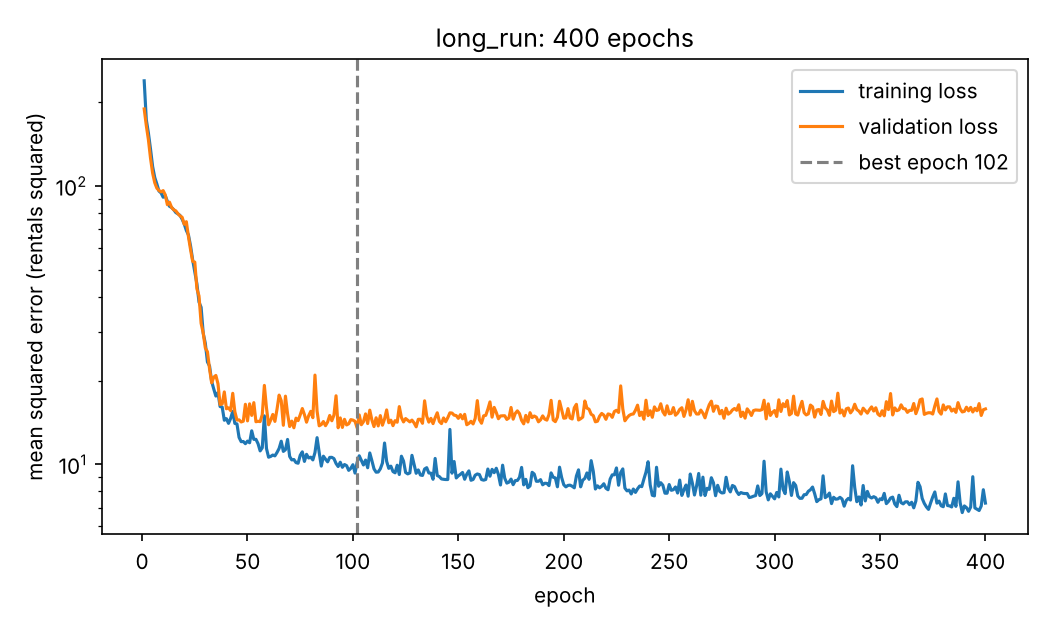 long_run: 400 epochs
training loss
validation loss
best epoch 102
mean squared error (rentals squared)
10²
10¹
0 50 100 150 200 250 300 350 400
epoch